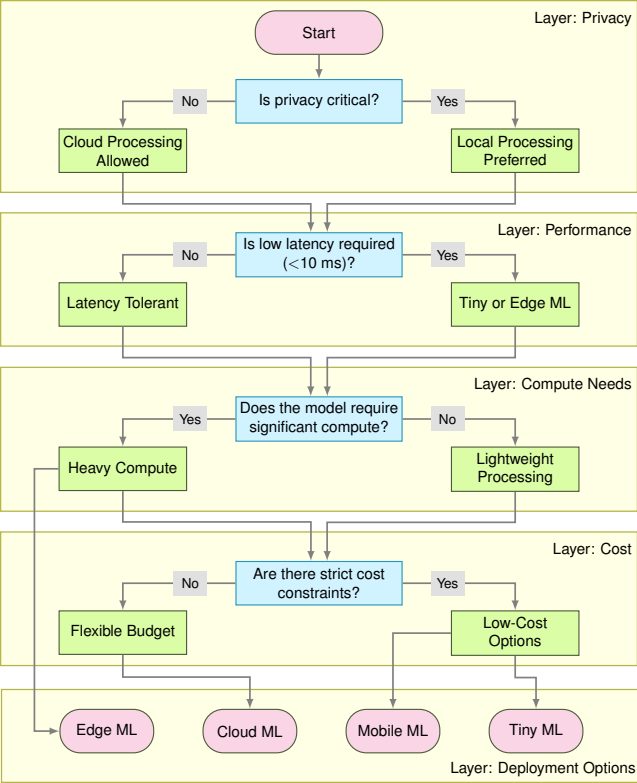 Layer: Privacy
Start
Is privacy critical?
No
Yes
Cloud Processing
Allowed
Local Processing
Preferred
Layer: Performance
Is low latency required
(<10 ms)?
No
Yes
Latency Tolerant
Tiny or Edge ML
Layer: Compute Needs
Does the model require
significant compute?
Yes
No
Heavy Compute
Lightweight
Processing
Layer: Cost
Are there strict cost
constraints?
No
Yes
Flexible Budget
Low-Cost
Options
Edge ML
Cloud ML
Mobile ML
Tiny ML
Layer: Deployment Options